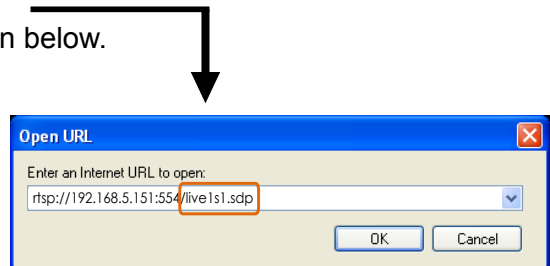 n below.
Open URL
Enter an Internet URL to open:
rtsp://192.168.5.151:554/live1s1.sdp
OK Cancel